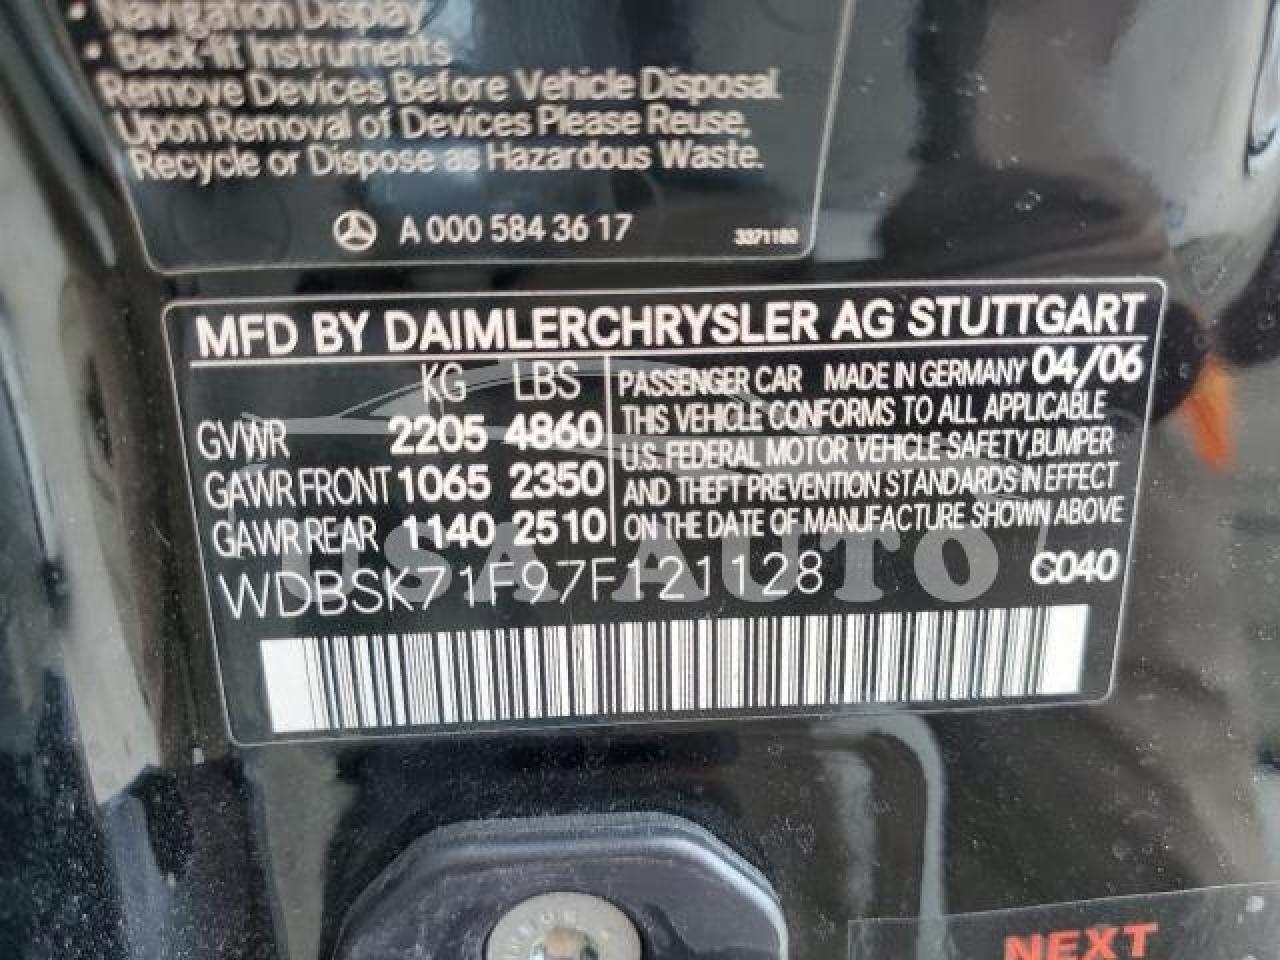 • Navigation Display
• Back-fit Instruments
Remove Devices Before Vehicle Disposal.
Upon Removal of Devices Please Reuse,
Recycle or Dispose as Hazardous Waste.
A 000 584 36 17
3371180
MFD BY DAIMLERCHRYSLER AG STUTTGART
KG LBS
GVWR 2205 4860
GAWR FRONT 1065 2350
GAWR REAR 1140 2510
PASSENGER CAR MADE IN GERMANY 04/06
THIS VEHICLE CONFORMS TO ALL APPLICABLE
U.S. FEDERAL MOTOR VEHICLE SAFETY, BUMPER
AND THEFT PREVENTION STANDARDS IN EFFECT
ON THE DATE OF MANUFACTURE SHOWN ABOVE
WDBSK71F97F121128
C040
USA AUTO
NEXT